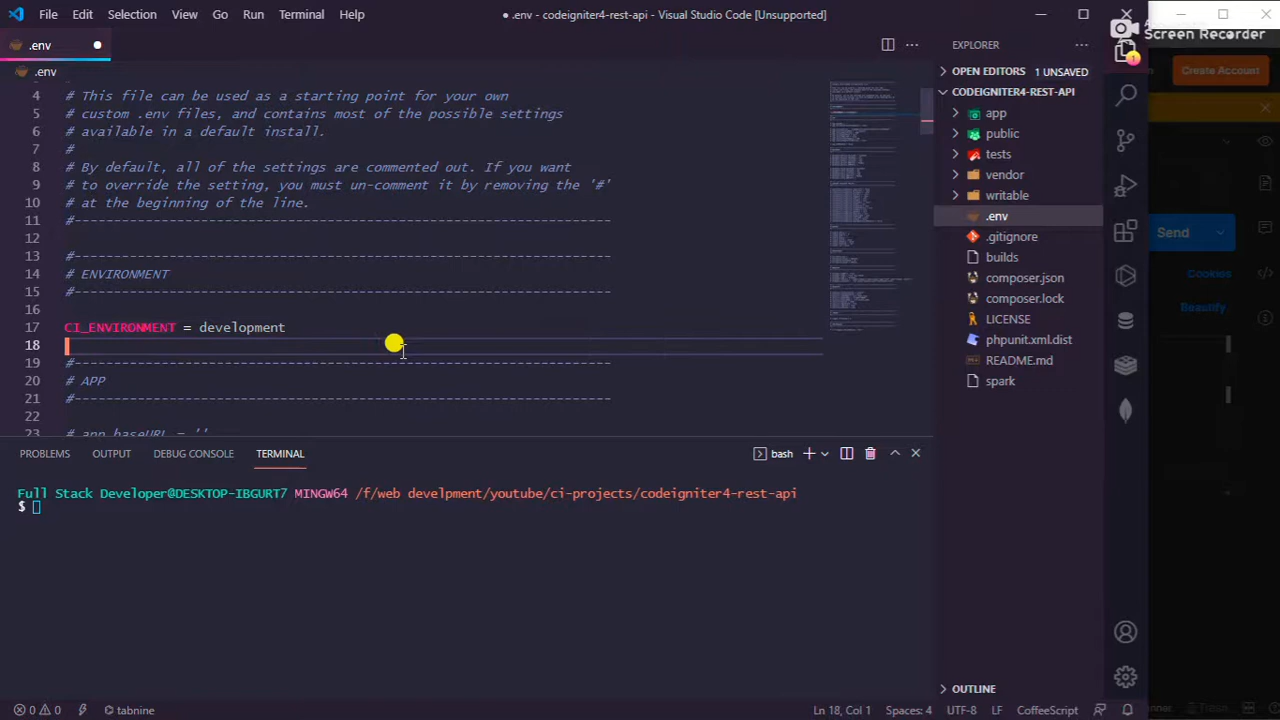 File Edit Selection View Go Run Terminal Help
● .env - codeigniter4-rest-api - Visual Studio Code [Unsupported]
Screen Recorder
.env
EXPLORER
.env
OPEN EDITORS 1 UNSAVED
1
Create Account
CODEIGNITER4-REST-API
4 # This file can be used as a starting point for your own
5 # custom .env files, and contains most of the possible settings
6 # available in a default install.
7 #
8 # By default, all of the settings are commented out. If you want
9 # to override the setting, you must un-comment it by removing the '#'
10 # at the beginning of the line.
11 #--------------------------------------------------------------------
12
13 #--------------------------------------------------------------------
14 # ENVIRONMENT
15 #--------------------------------------------------------------------
16
17 CI_ENVIRONMENT = development
18
19 #--------------------------------------------------------------------
20 # APP
21 #--------------------------------------------------------------------
22
23 # app.baseURL = ''
app
public
tests
vendor
writable
.env
.gitignore
builds
composer.json
composer.lock
LICENSE
phpunit.xml.dist
README.md
spark
Send
Cookies
Beautify
PROBLEMS OUTPUT DEBUG CONSOLE TERMINAL
bash
Full Stack Developer@DESKTOP-IBGURT7 MINGW64 /f/web develpment/youtube/ci-projects/codeigniter4-rest-api
$
OUTLINE
0 0 tabnine
Ln 18, Col 1 Spaces: 4 UTF-8 LF CoffeeScript